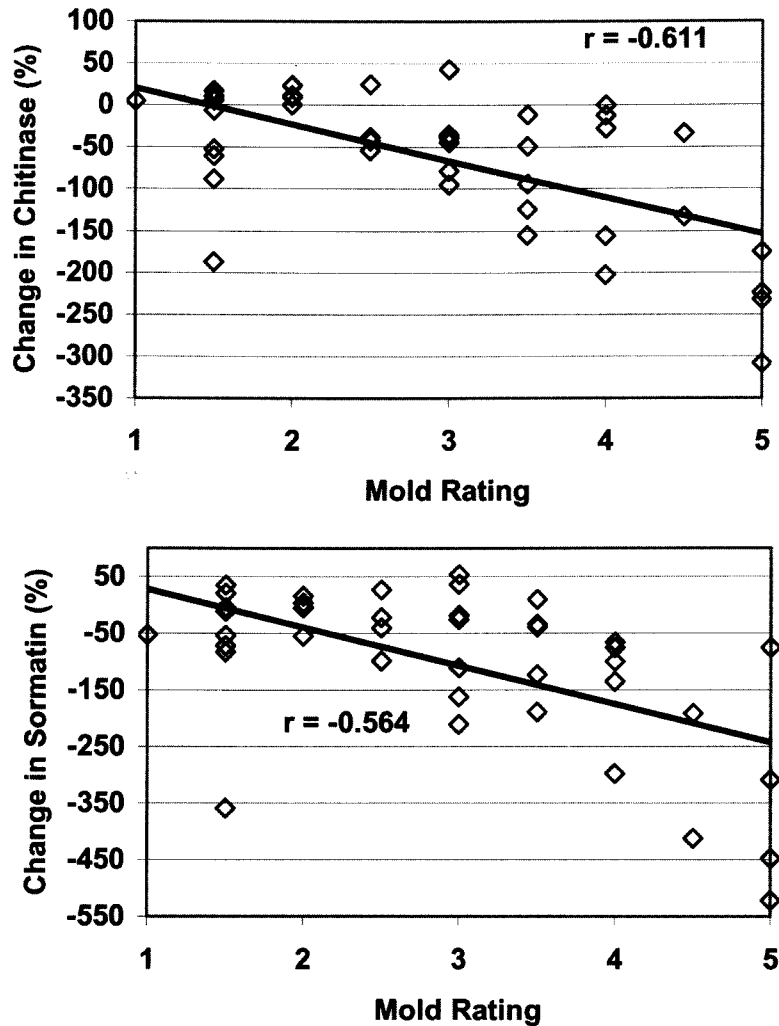 100
r = -0.611
50
0
-50
-100
-150
-200
-250
-300
-350
Change in Chitinase (%)
1 2 3 4 5
Mold Rating
50
-50
-150
-250
-350
-450
-550
r = -0.564
Change in Sormatin (%)
1 2 3 4 5
Mold Rating